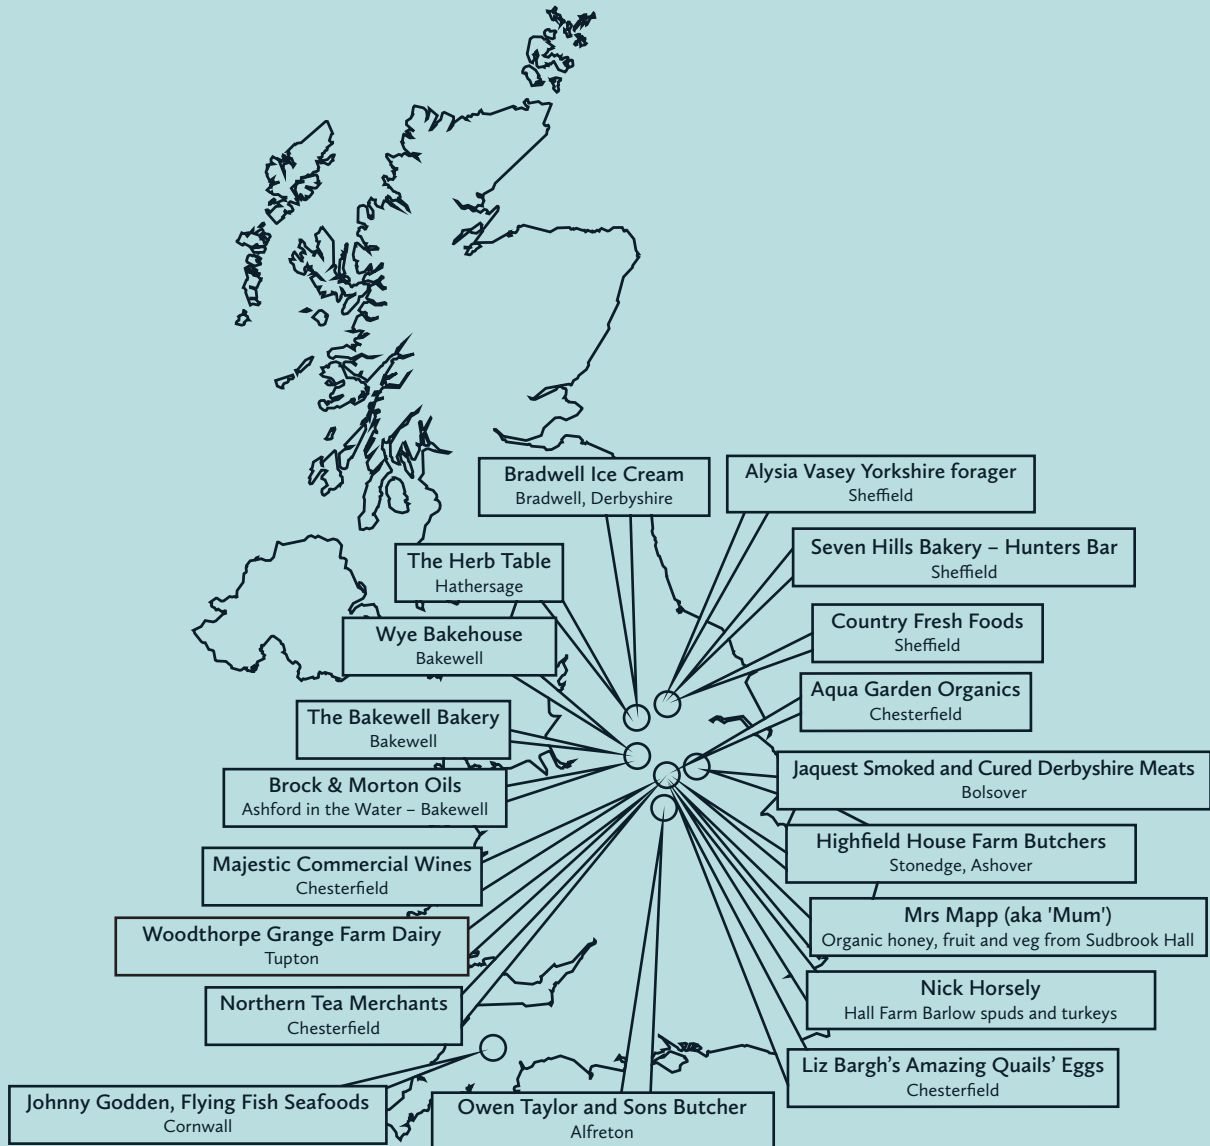 Bradwell Ice Cream
Bradwell, Derbyshire
Alysia Vasey Yorkshire forager
Sheffield
Seven Hills Bakery – Hunters Bar
Sheffield
The Herb Table
Hathersage
Country Fresh Foods
Sheffield
Wye Bakehouse
Bakewell
Aqua Garden Organics
Chesterfield
The Bakewell Bakery
Bakewell
Jaquest Smoked and Cured Derbyshire Meats
Bolsover
Brock & Morton Oils
Ashford in the Water – Bakewell
Highfield House Farm Butchers
Stonedge, Ashover
Majestic Commercial Wines
Chesterfield
Mrs Mapp (aka 'Mum')
Organic honey, fruit and veg from Sudbrook Hall
Woodthorpe Grange Farm Dairy
Tupton
Nick Horsely
Hall Farm Barlow spuds and turkeys
Northern Tea Merchants
Chesterfield
Liz Bargh’s Amazing Quails’ Eggs
Chesterfield
Johnny Godden, Flying Fish Seafoods
Cornwall
Owen Taylor and Sons Butcher
Alfreton